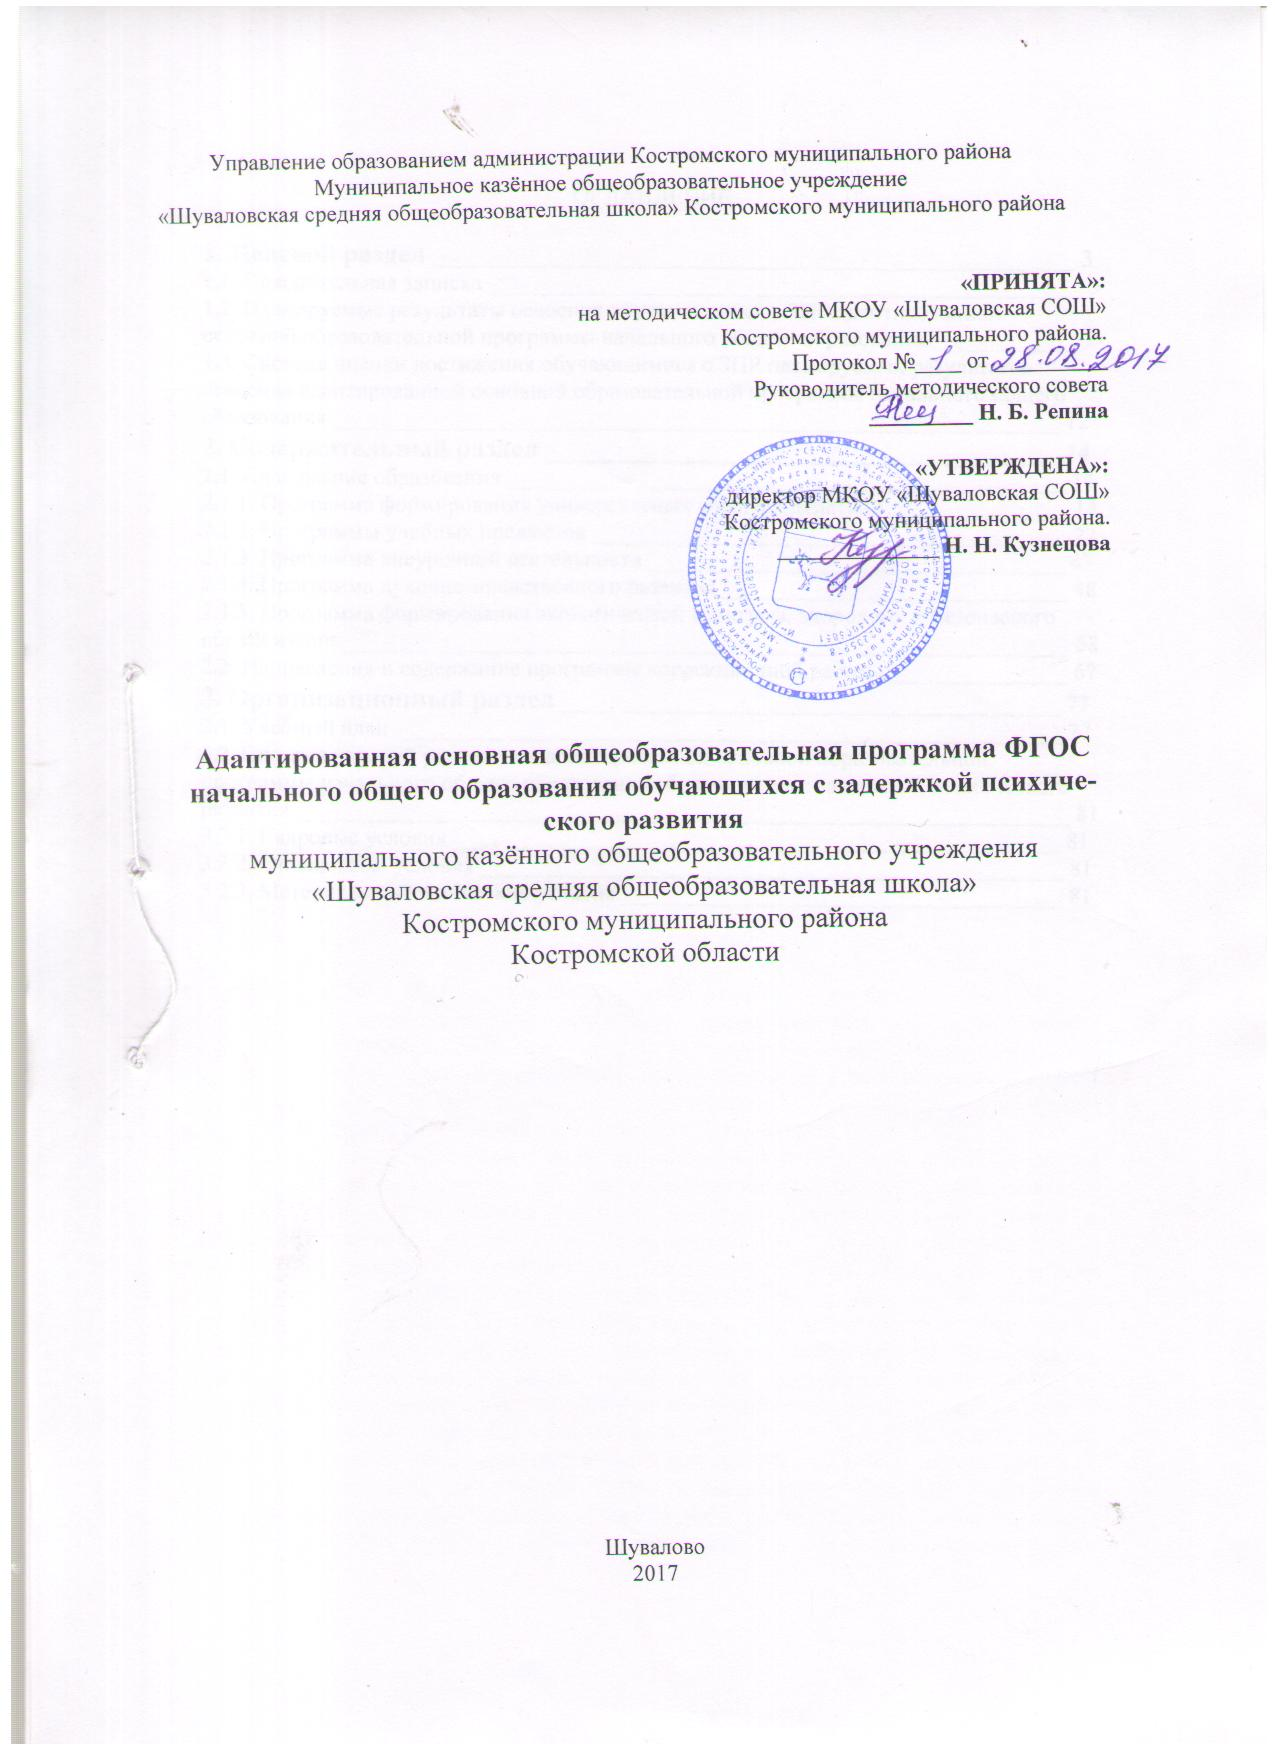 Управление образованием администрации Костромского муниципального района
Муниципальное казённое общеобразовательное учреждение
«Шуваловская средняя общеобразовательная школа» Костромского муниципального района
«ПРИНЯТА»:
на методическом совете МКОУ «Шуваловская СОШ»
Костромского муниципального района.
Протокол № 1 от 28.08.2017
Руководитель методического совета
Н. Б. Репина
«УТВЕРЖДЕНА»:
директор МКОУ «Шуваловская СОШ»
Костромского муниципального района.
Н. Н. Кузнецова
Адаптированная основная общеобразовательная программа ФГОС
начального общего образования обучающихся с задержкой психиче-
ского развития
муниципального казённого общеобразовательного учреждения
«Шуваловская средняя общеобразовательная школа»
Костромского муниципального района
Костромской области
Шувалово
2017